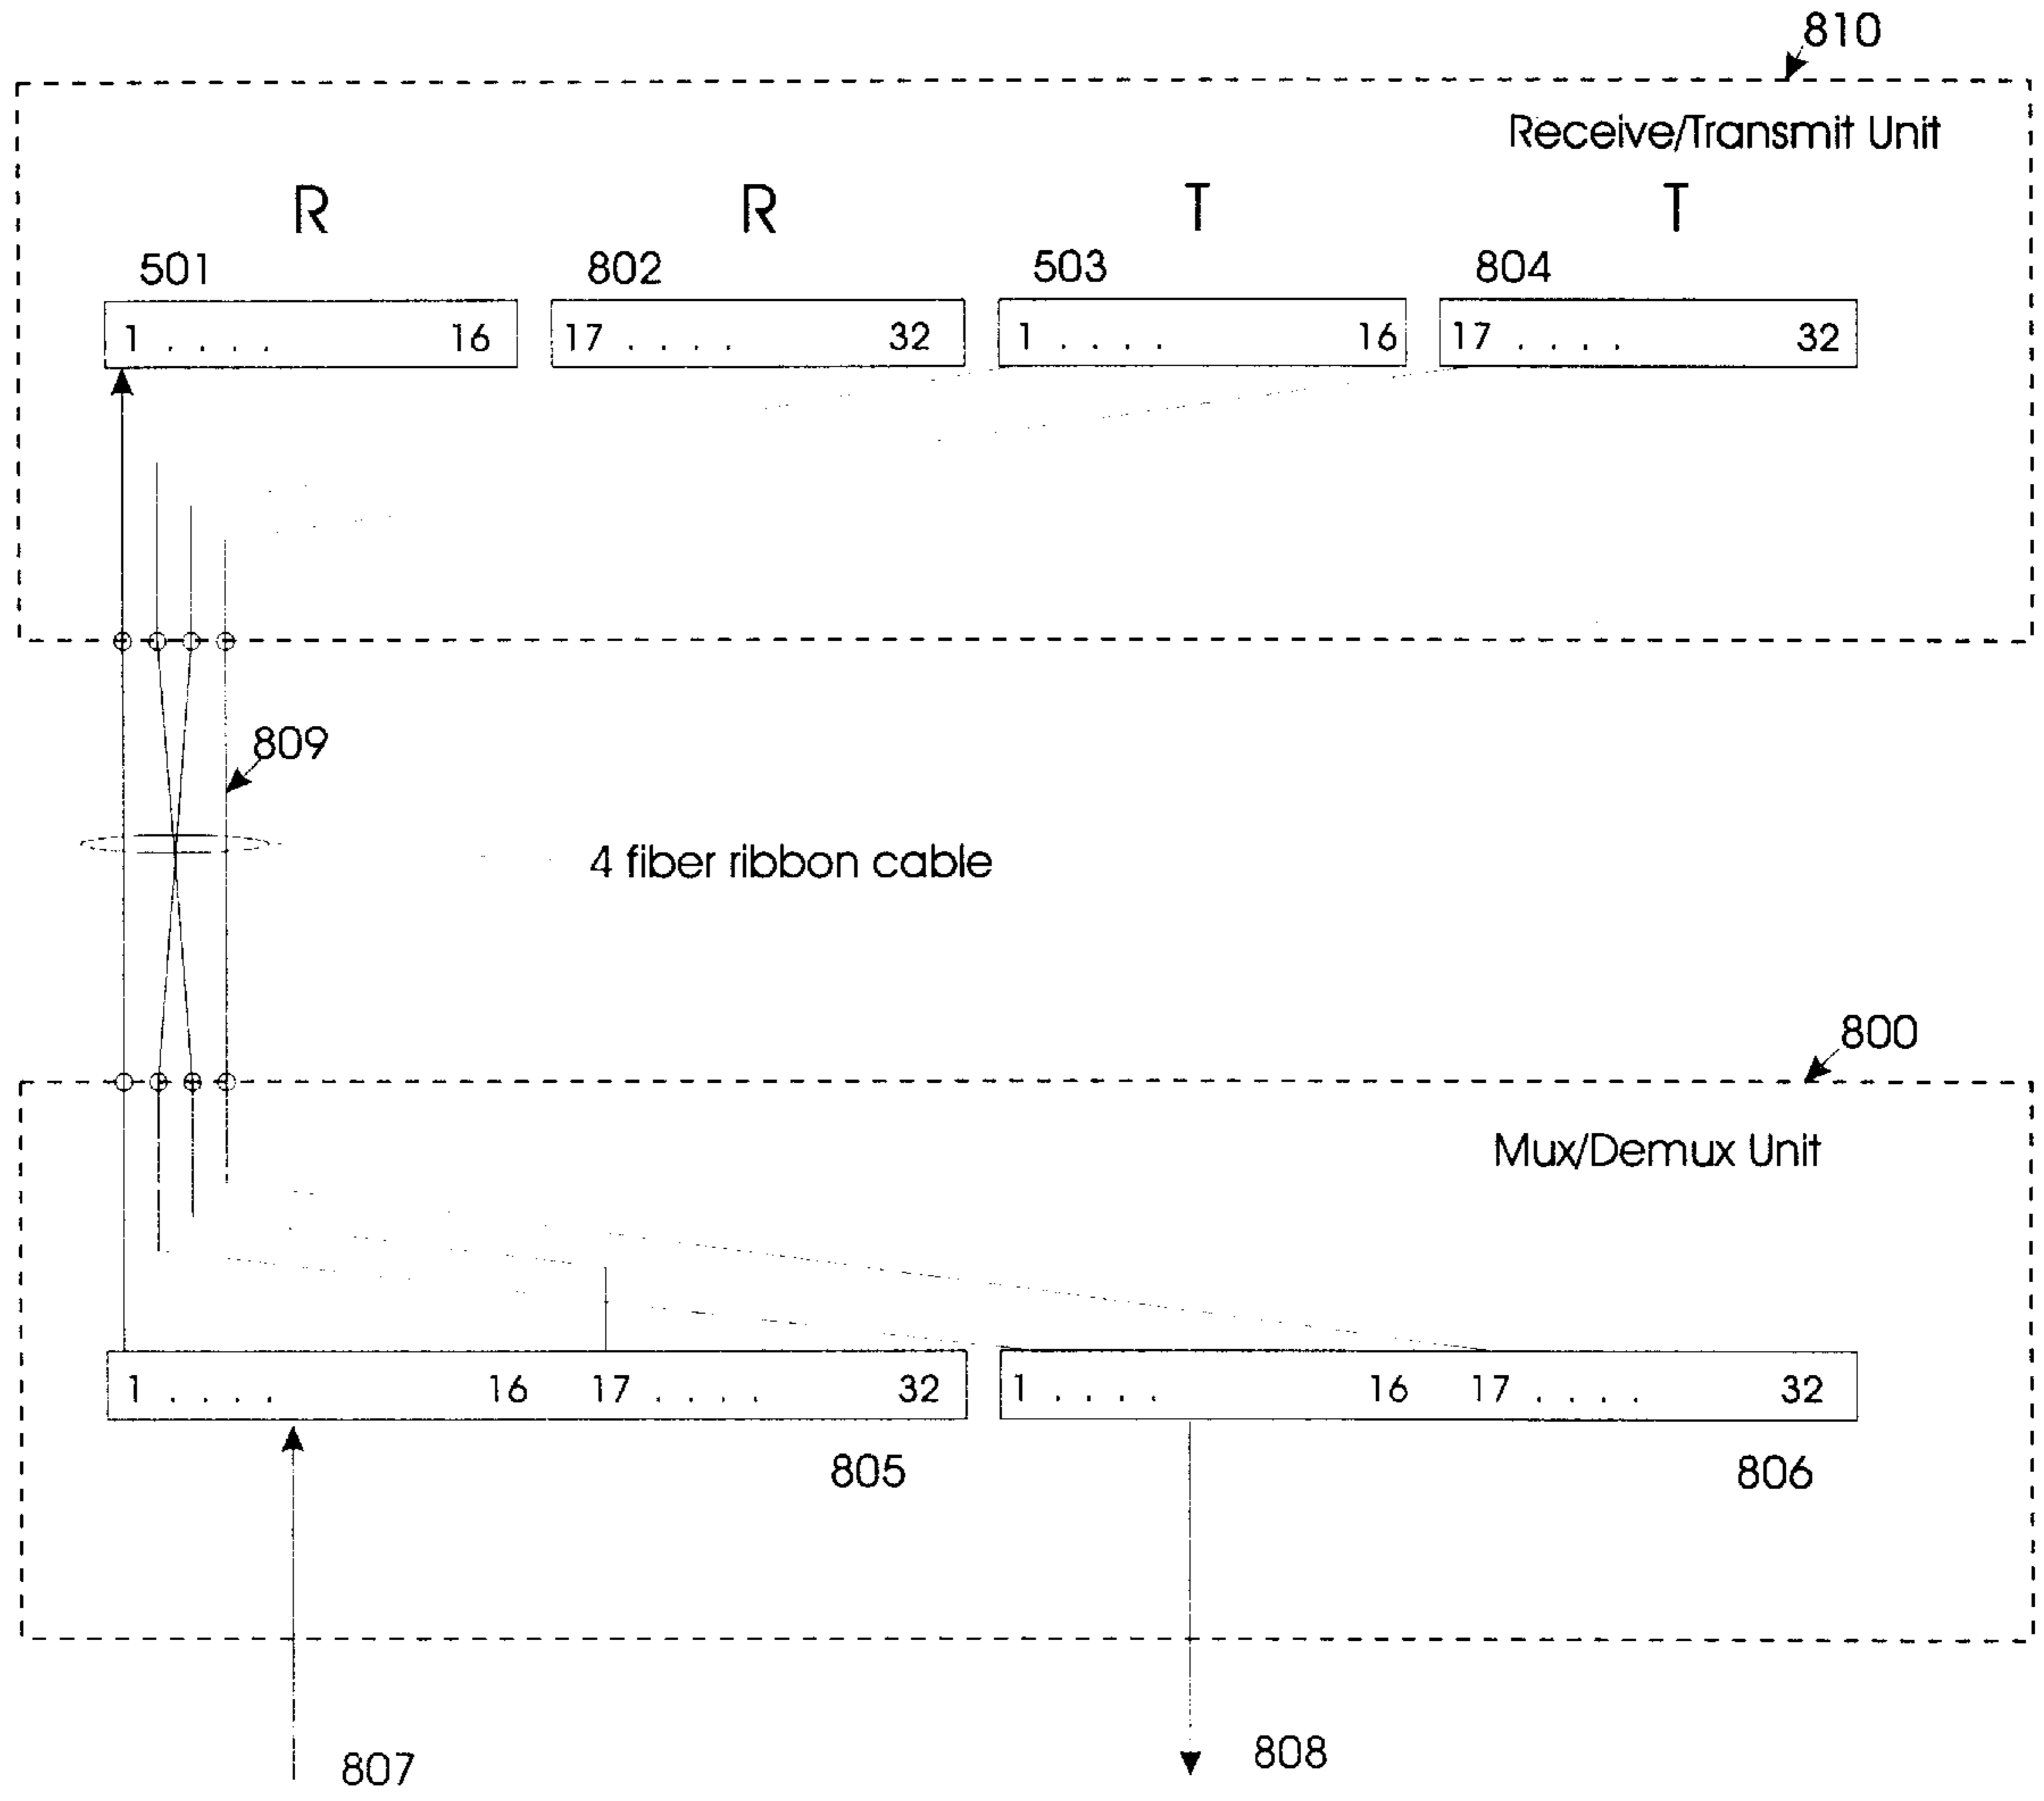 810
Receive/Transmit Unit
R R T T
501 802 503 804
1 . . . . 16 17 . . . . 32 1 . . . . 16 17 . . . . 32
809
4 fiber ribbon cable
800
Mux/Demux Unit
1 . . . . 16 17 . . . . 32 1 . . . . 16 17 . . . . 32
805 806
807 808